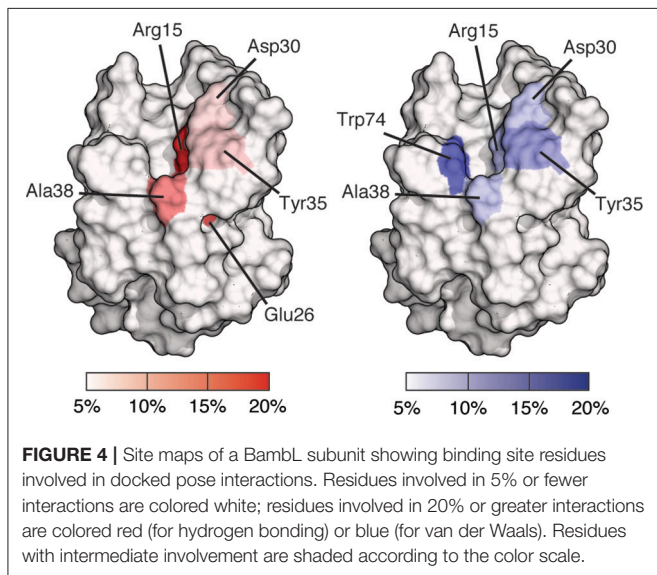 Arg15
Asp30
Ala38
Tyr35
Glu26
5% 10% 15% 20%
Arg15
Asp30
Trp74
Ala38
Tyr35
5% 10% 15% 20%
FIGURE 4 | Site maps of a BambL subunit showing binding site residues
involved in docked pose interactions. Residues involved in 5% or fewer
interactions are colored white; residues involved in 20% or greater interactions
are colored red (for hydrogen bonding) or blue (for van der Waals). Residues
with intermediate involvement are shaded according to the color scale.